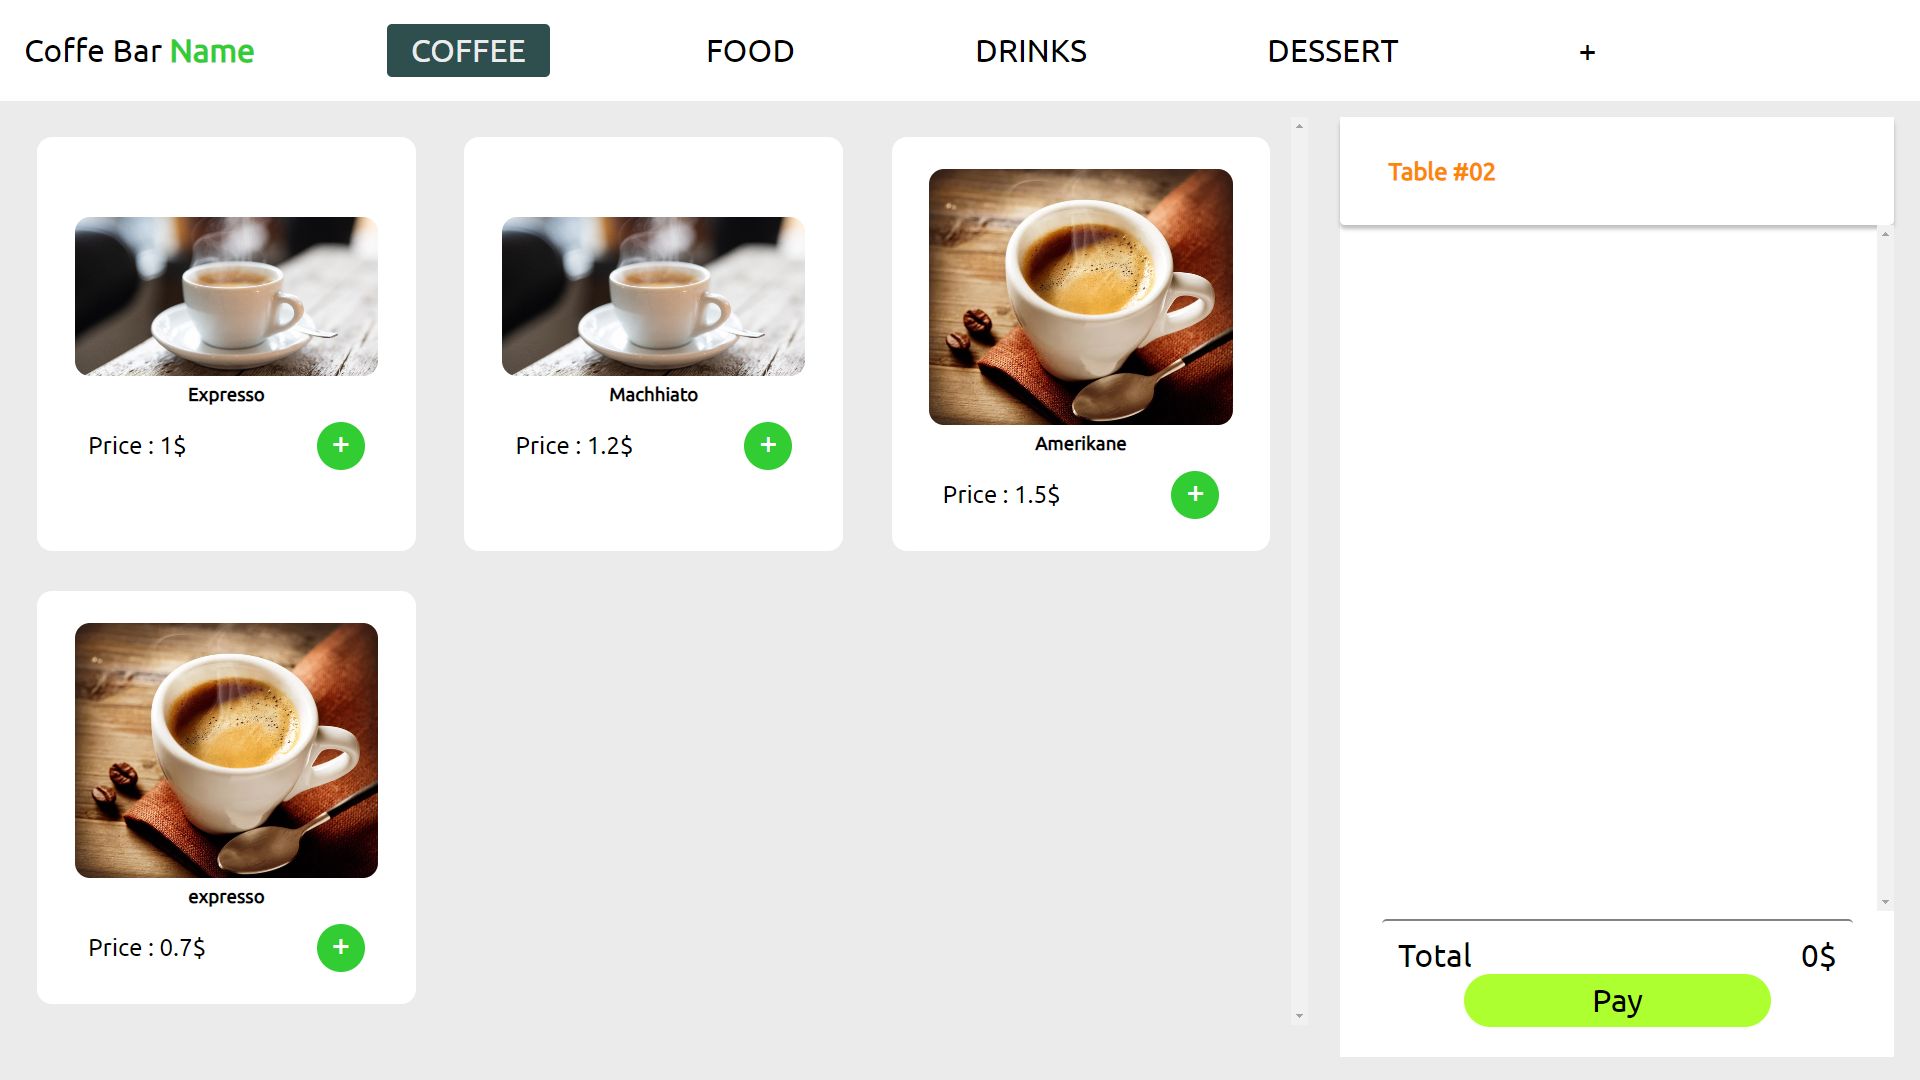 Coffe Bar Name
COFFEE
FOOD
DRINKS
DESSERT
+
Expresso
Price : 1$
+
Machhiato
Price : 1.2$
+
Amerikane
Price : 1.5$
+
expresso
Price : 0.7$
+
Table #02
Total 0$
Pay